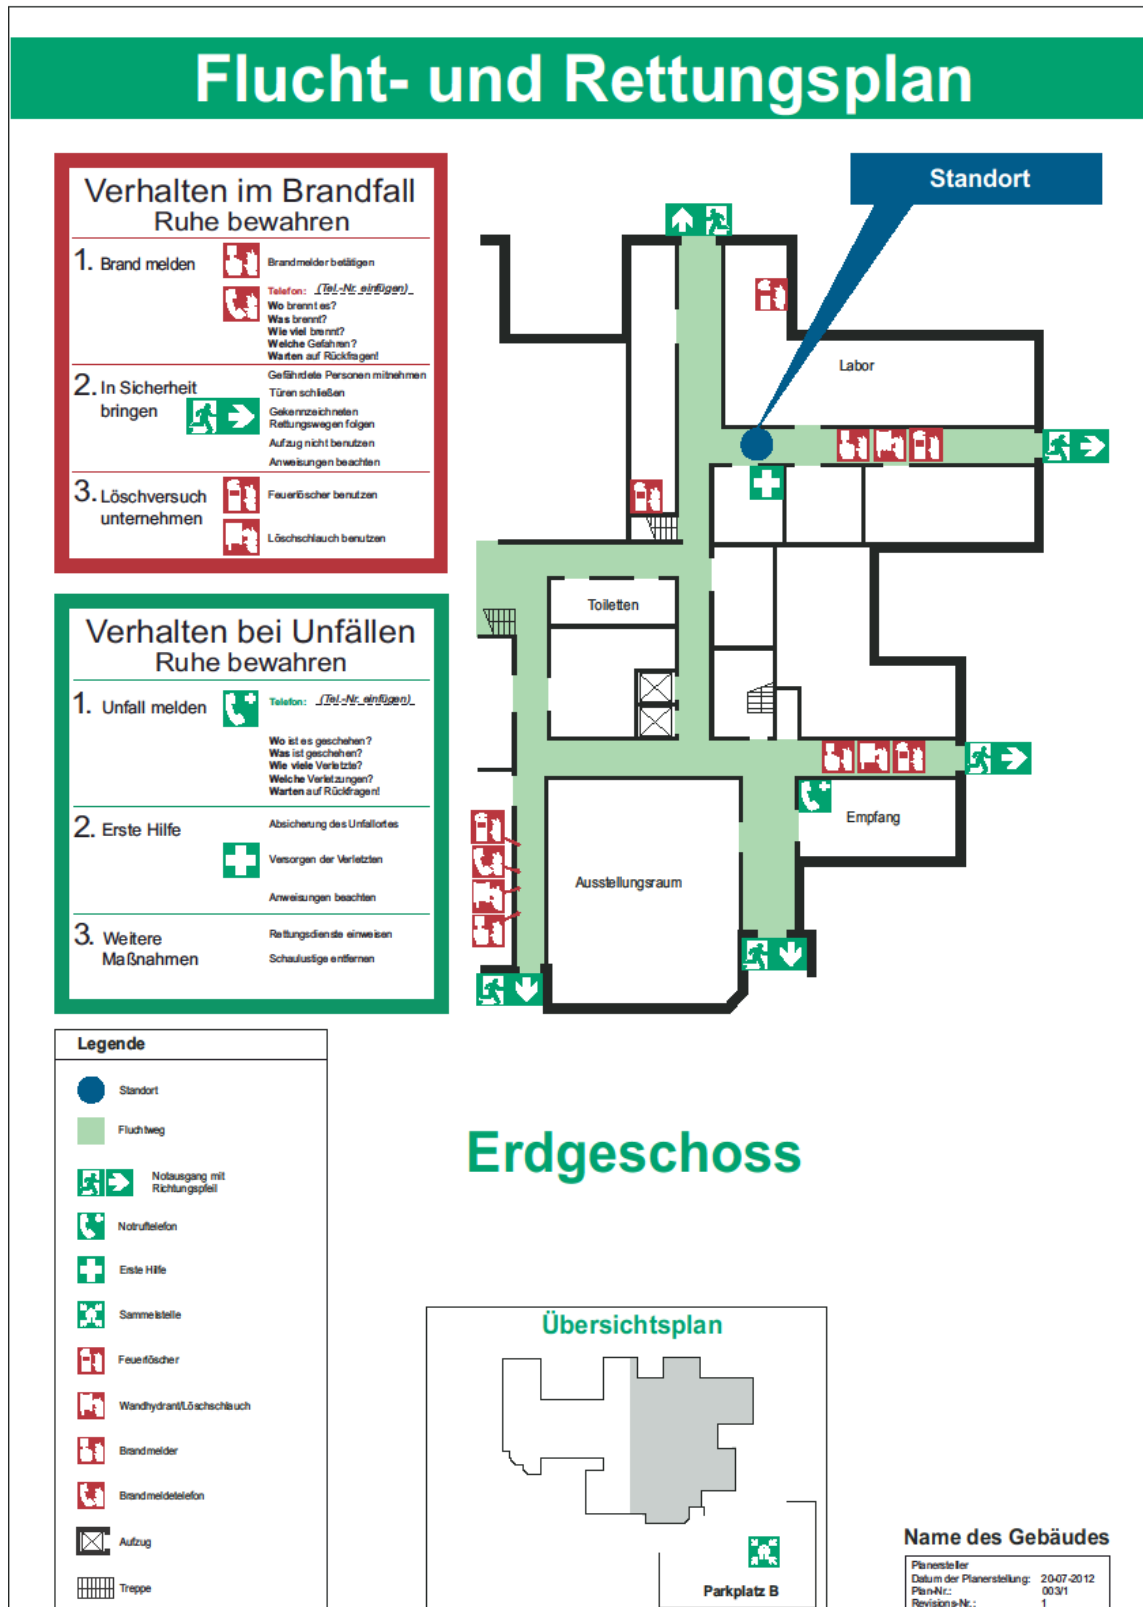 Flucht- und Rettungsplan
Verhalten im Brandfall
Ruhe bewahren
1. Brand melden
Brandmelder betätigen
Telefon: (Tel.-Nr. einfügen)
Wo brennt es?
Was brennt?
Wie viel brennt?
Welche Gefahren?
Warten auf Rückfragen!
2. In Sicherheit
bringen
Gefährdete Personen mitnehmen
Türen schließen
Gekennzeichneten
Rettungswegen folgen
Aufzug nicht benutzen
Anweisungen beachten
3. Löschversuch
unternehmen
Feuerlöscher benutzen
Löschschlauch benutzen
Verhalten bei Unfällen
Ruhe bewahren
1. Unfall melden
Telefon: (Tel.-Nr. einfügen)
Wo ist es geschehen?
Was ist geschehen?
Wie viele Verletzte?
Welche Verletzungen?
Warten auf Rückfragen!
2. Erste Hilfe
Absicherung des Unfallortes
Versorgen der Verletzten
Anweisungen beachten
3. Weitere
Maßnahmen
Rettungsdienste einweisen
Schaulustige entfernen
Standort
Labor
Toiletten
Empfang
Ausstellungsraum
Legende
Standort
Fluchtweg
Notausgang mit
Richtungspfeil
Notruftelefon
Erste Hilfe
Sammelstelle
Feuerlöscher
Wandhydrant/Löschschlauch
Brandmelder
Brandmeldetelefon
Aufzug
Treppe
Erdgeschoss
Übersichtsplan
Parkplatz B
Name des Gebäudes
Planersteller
Datum der Planerstellung: 20-07-2012
Plan-Nr.: 003/1
Revisions-Nr.: 1